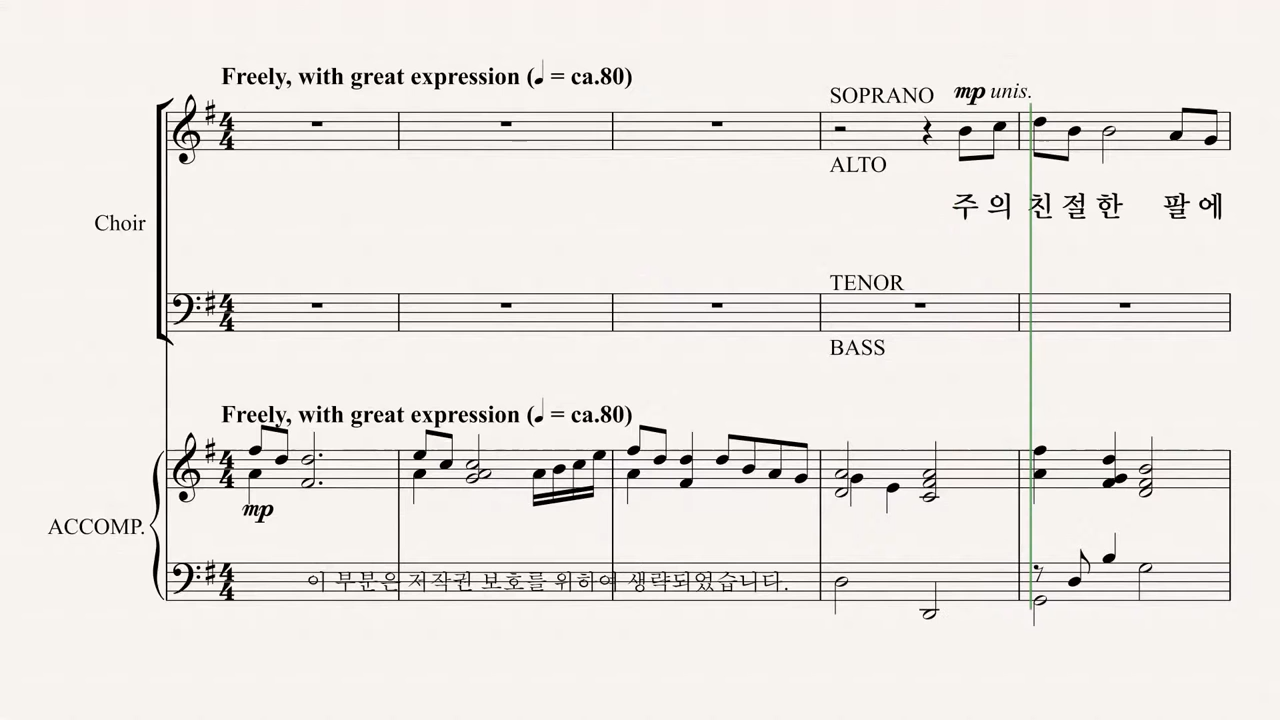 Freely, with great expression (♩ = ca.80)
SOPRANO mp unis.
ALTO
주의 친절한 팔에
Choir
TENOR
BASS
Freely, with great expression (♩ = ca.80)
mp
ACCOMP.
이 부분은 저작권 보호를 위하여 생략되었습니다.